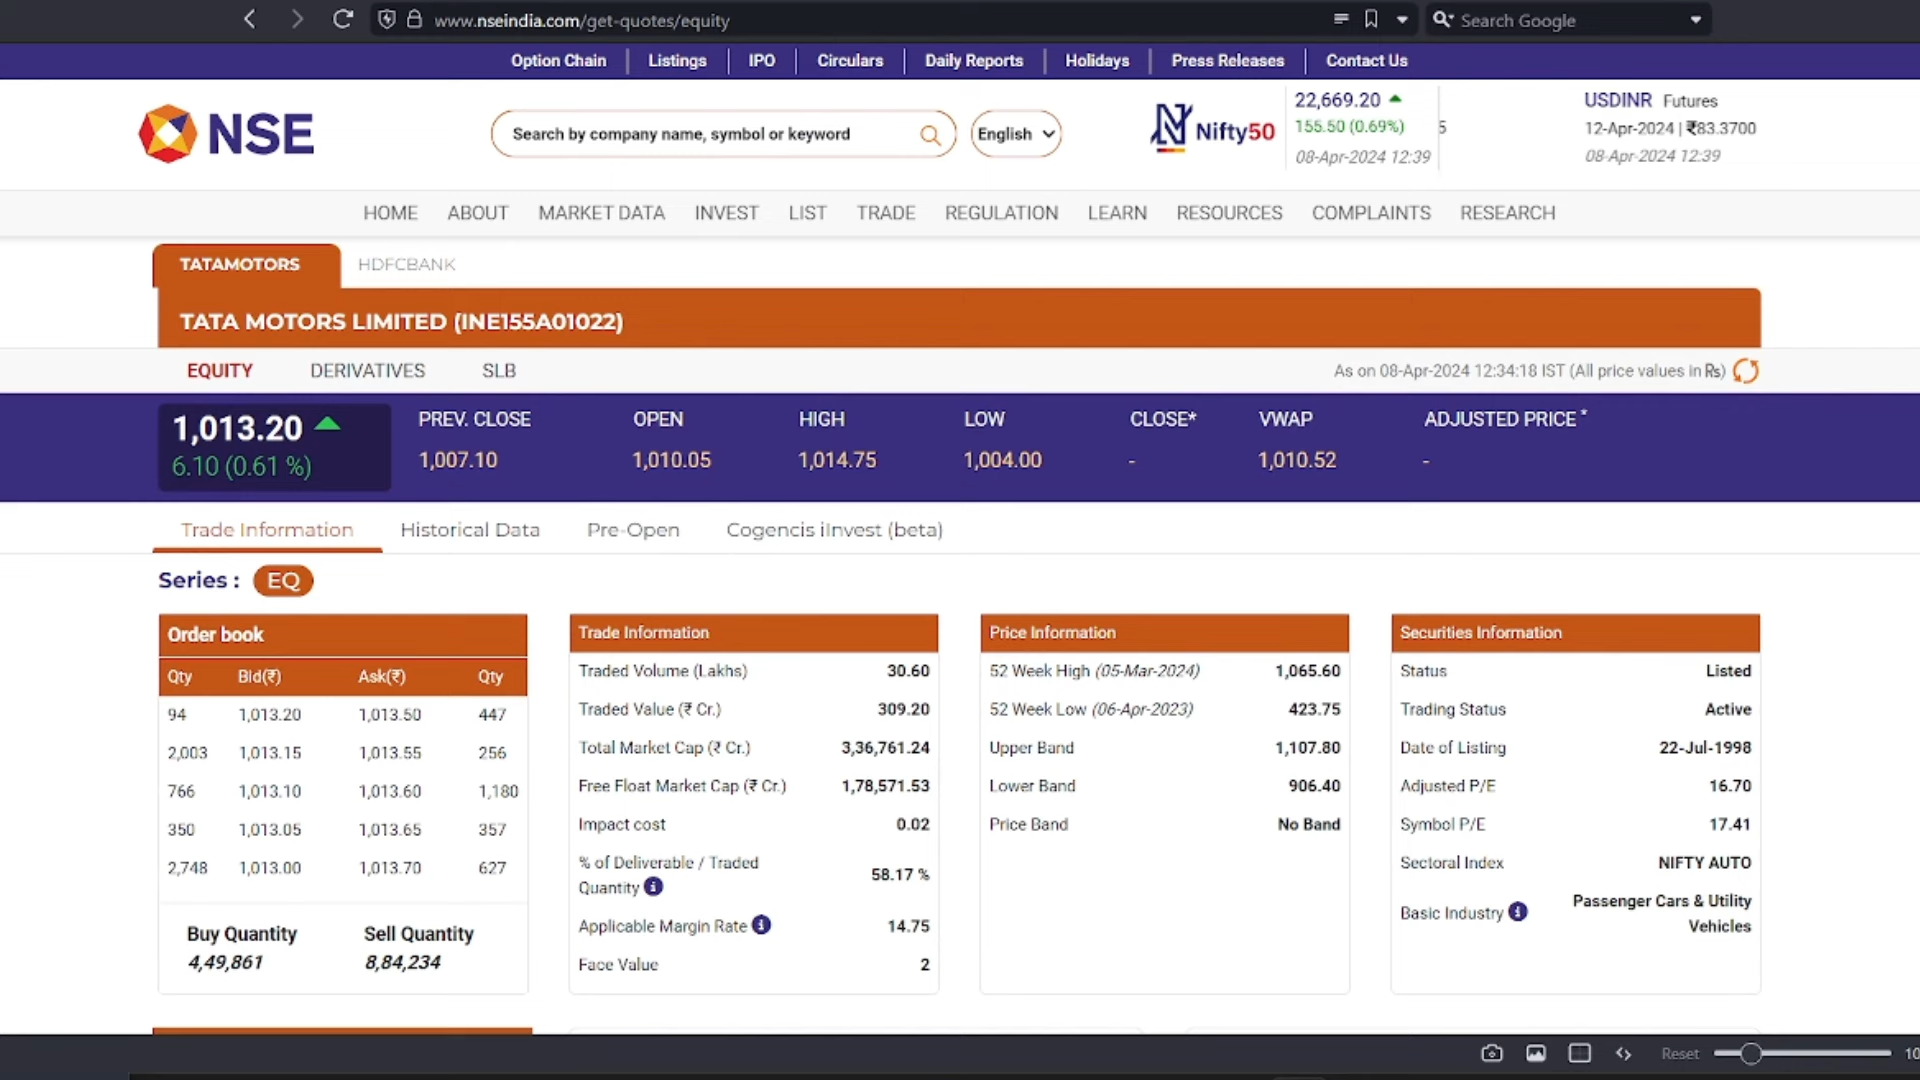 www.nseindia.com/get-quotes/equity
Search Google
Option Chain
Listings
IPO
Circulars
Daily Reports
Holidays
Press Releases
Contact Us
NSE
Search by company name, symbol or keyword
English
Nifty50
22,669.20
155.50 (0.69%)
08-Apr-2024 12:39
5
USDINR Futures
12-Apr-2024 | ₹83.3700
08-Apr-2024 12:39
HOME
ABOUT
MARKET DATA
INVEST
LIST
TRADE
REGULATION
LEARN
RESOURCES
COMPLAINTS
RESEARCH
TATAMOTORS
HDFCBANK
TATA MOTORS LIMITED (INE155A01022)
EQUITY
DERIVATIVES
SLB
As on 08-Apr-2024 12:34:18 IST (All price values in ₨)
1,013.20
6.10 (0.61 %)
PREV. CLOSE
1,007.10
OPEN
1,010.05
HIGH
1,014.75
LOW
1,004.00
CLOSE*
-
VWAP
1,010.52
ADJUSTED PRICE *
-
Trade Information
Historical Data
Pre-Open
Cogencis iInvest (beta)
Series : EQ
Order book
Qty Bid(₹) Ask(₹) Qty
94 1,013.20 1,013.50 447
2,003 1,013.15 1,013.55 256
766 1,013.10 1,013.60 1,180
350 1,013.05 1,013.65 357
2,748 1,013.00 1,013.70 627
Buy Quantity Sell Quantity
4,49,861 8,84,234
Trade Information
Traded Volume (Lakhs) 30.60
Traded Value (₹ Cr.) 309.20
Total Market Cap (₹ Cr.) 3,36,761.24
Free Float Market Cap (₹ Cr.) 1,78,571.53
Impact cost 0.02
% of Deliverable / Traded
Quantity 58.17 %
Applicable Margin Rate 14.75
Face Value 2
Price Information
52 Week High (05-Mar-2024) 1,065.60
52 Week Low (06-Apr-2023) 423.75
Upper Band 1,107.80
Lower Band 906.40
Price Band No Band
Securities Information
Status Listed
Trading Status Active
Date of Listing 22-Jul-1998
Adjusted P/E 16.70
Symbol P/E 17.41
Sectoral Index NIFTY AUTO
Basic Industry Passenger Cars & Utility
Vehicles
Reset
10